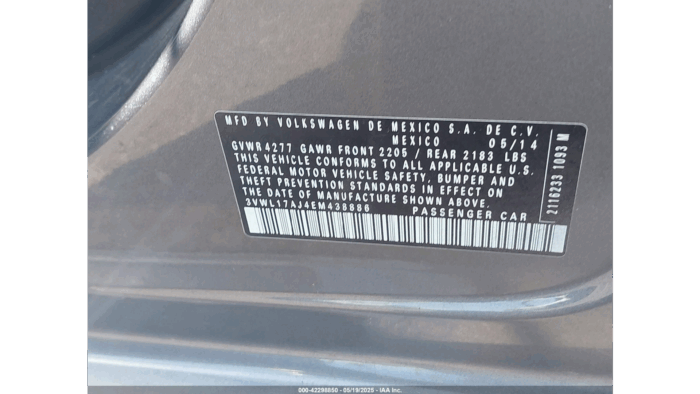 MFD BY VOLKSWAGEN DE MEXICO S.A. DE C.V.
MEXICO 05/14
GVWR 4277 GAWR FRONT 2205 / REAR 2183 LBS
THIS VEHICLE CONFORMS TO ALL APPLICABLE U.S.
FEDERAL MOTOR VEHICLE SAFETY, BUMPER AND
THEFT PREVENTION STANDARDS IN EFFECT ON
THE DATE OF MANUFACTURE SHOWN ABOVE.
3VWL17AJ4EM438886 PASSENGER CAR
2116233 1093 M
000-42298650 - 05/19/2025 - IAA Inc.